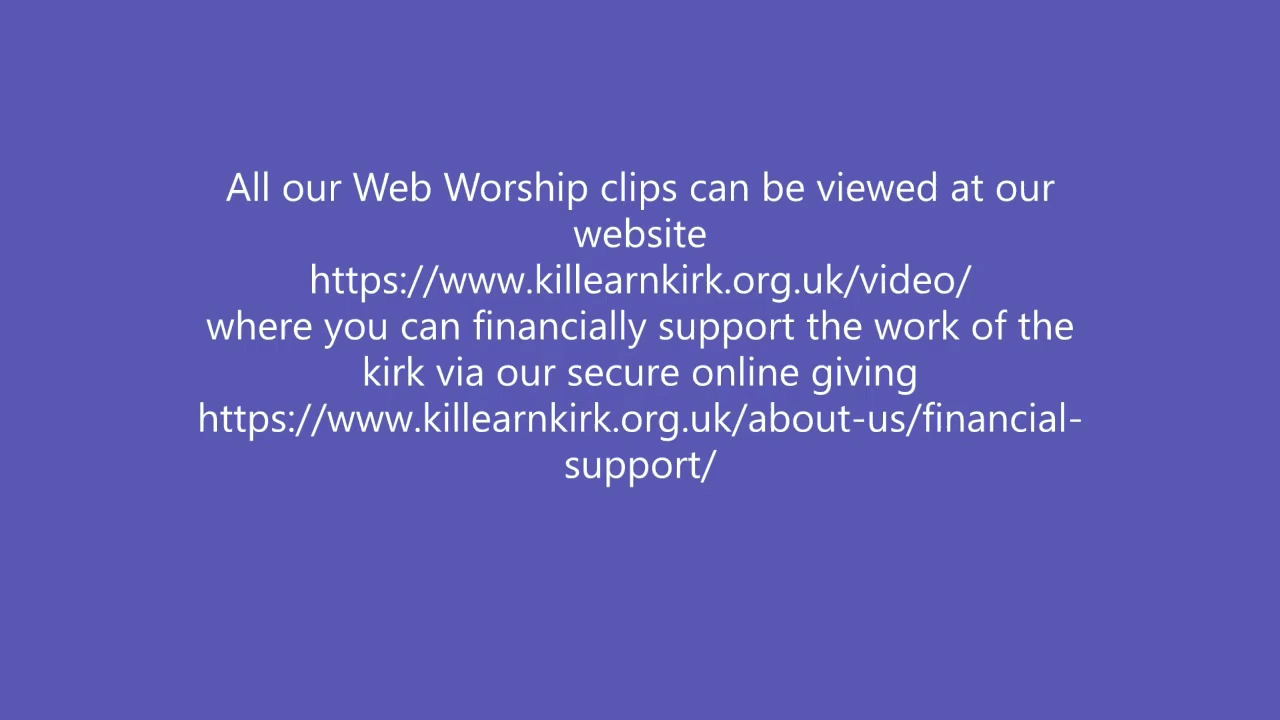 All our Web Worship clips can be viewed at our
website
https://www.killearnkirk.org.uk/video/
where you can financially support the work of the
kirk via our secure online giving
https://www.killearnkirk.org.uk/about-us/financial-
support/